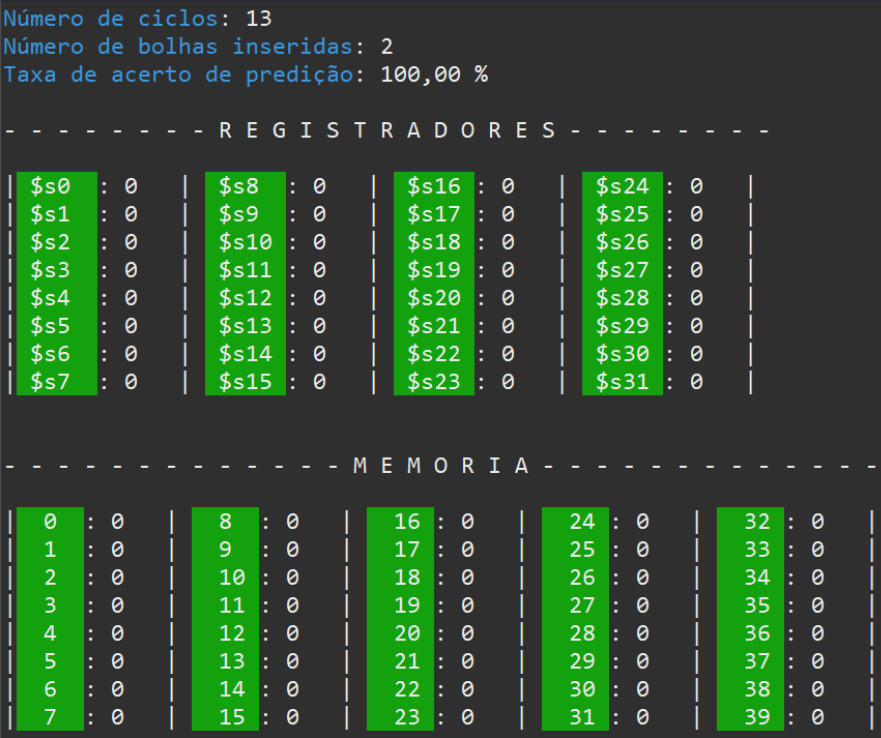 Número de ciclos: 13
Número de bolhas inseridas: 2
Taxa de acerto de predição: 100,00 %
- - - - - - - - R E G I S T R A D O R E S - - - - - - - -
| $s0 : 0 | $s8 : 0 | $s16 : 0 | $s24 : 0 |
| $s1 : 0 | $s9 : 0 | $s17 : 0 | $s25 : 0 |
| $s2 : 0 | $s10 : 0 | $s18 : 0 | $s26 : 0 |
| $s3 : 0 | $s11 : 0 | $s19 : 0 | $s27 : 0 |
| $s4 : 0 | $s12 : 0 | $s20 : 0 | $s28 : 0 |
| $s5 : 0 | $s13 : 0 | $s21 : 0 | $s29 : 0 |
| $s6 : 0 | $s14 : 0 | $s22 : 0 | $s30 : 0 |
| $s7 : 0 | $s15 : 0 | $s23 : 0 | $s31 : 0 |
- - - - - - - - - - - - - M E M O R I A - - - - - - - - - - - - -
| 0 : 0 | 8 : 0 | 16 : 0 | 24 : 0 | 32 : 0 |
| 1 : 0 | 9 : 0 | 17 : 0 | 25 : 0 | 33 : 0 |
| 2 : 0 | 10 : 0 | 18 : 0 | 26 : 0 | 34 : 0 |
| 3 : 0 | 11 : 0 | 19 : 0 | 27 : 0 | 35 : 0 |
| 4 : 0 | 12 : 0 | 20 : 0 | 28 : 0 | 36 : 0 |
| 5 : 0 | 13 : 0 | 21 : 0 | 29 : 0 | 37 : 0 |
| 6 : 0 | 14 : 0 | 22 : 0 | 30 : 0 | 38 : 0 |
| 7 : 0 | 15 : 0 | 23 : 0 | 31 : 0 | 39 : 0 |